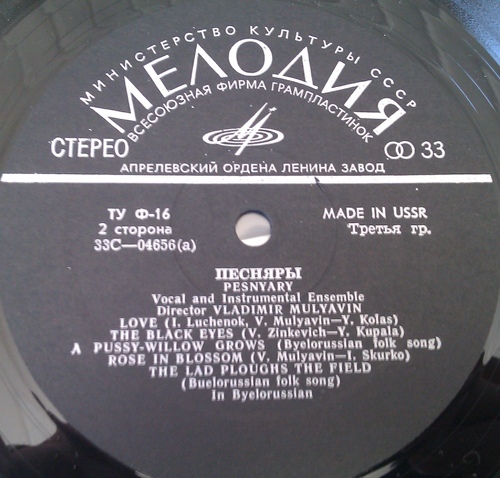 МИНИСТЕРСТВО КУЛЬТУРЫ СССР
МЕЛОДИЯ
ВСЕСОЮЗНАЯ ФИРМА ГРАМПЛАСТИНОК
СТЕРЕО
33
АПРЕЛЕВСКИЙ ОРДЕНА ЛЕНИНА ЗАВОД
ТУ Ф-16
MADE IN USSR
2 сторона
Третья гр.
33С—04656(а)
ПЕСНЯРЫ
PESNYARY
Vocal and Instrumental Ensemble
Director VLADIMIR MULYAVIN
LOVE (I. Luchenok, V. Mulyavin—Y. Kolas)
THE BLACK EYES (V. Zinkevich—Y. Kupala)
A PUSSY-WILLOW GROWS (Byelorussian folk song)
ROSE IN BLOSSOM (V. Mulyavin—I. Skurko)
THE LAD PLOUGHS THE FIELD
(Buelorussian folk song)
In Byelorussian